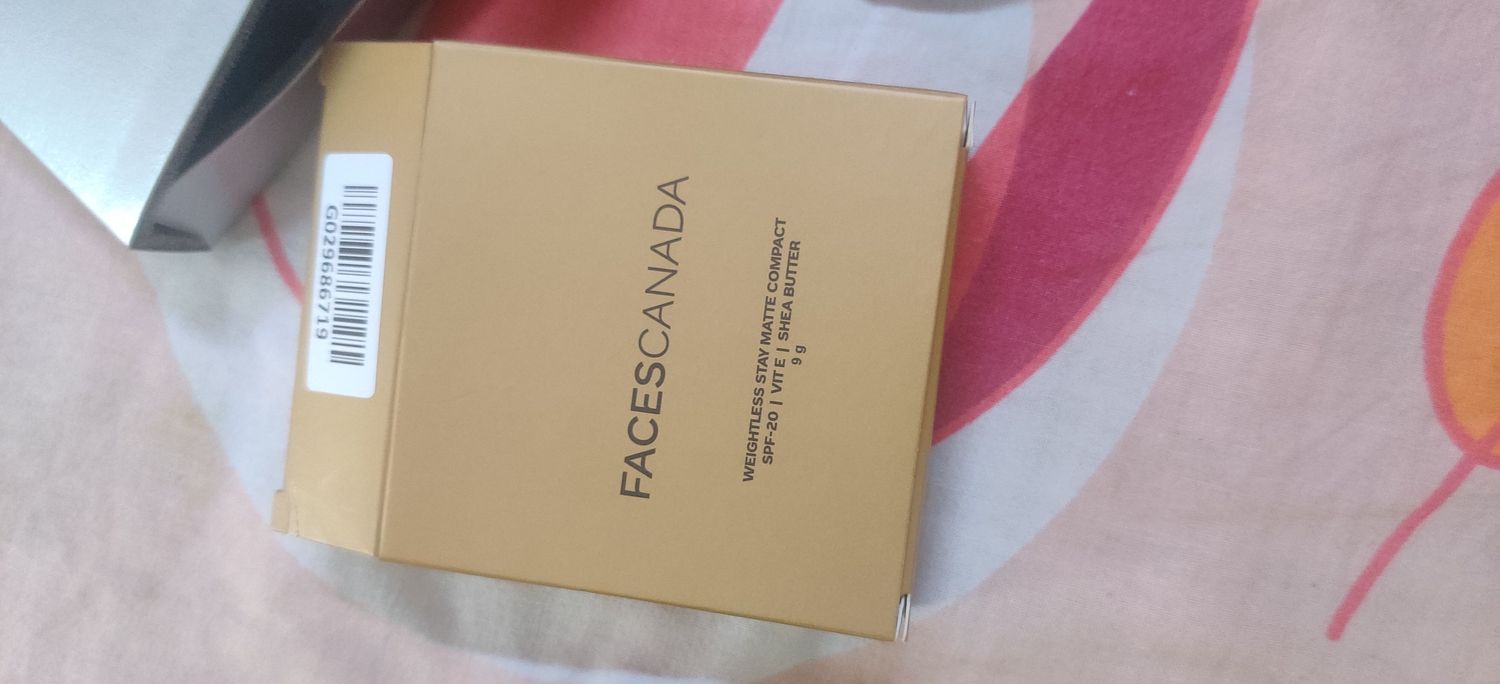 FACESCANADA
WEIGHTLESS STAY MATTE COMPACT
SPF-20 | VIT E | SHEA BUTTER
9 g
G029686719